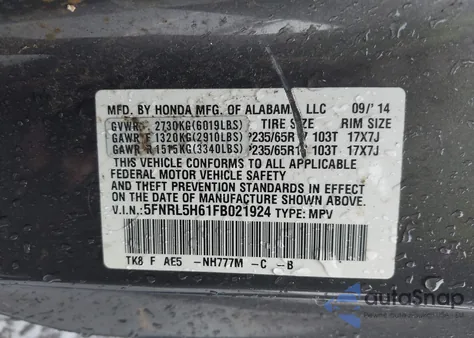 MFD. BY HONDA MFG. OF ALABAMA, LLC 09/'14
GVWR 2730KG(6019LBS) TIRE SIZE RIM SIZE
GAWR F 1320KG(2910LBS) P235/65R17 103T 17X7J
GAWR R 1515KG(3340LBS) P235/65R17 103T 17X7J
THIS VEHICLE CONFORMS TO ALL APPLICABLE
FEDERAL MOTOR VEHICLE SAFETY
AND THEFT PREVENTION STANDARDS IN EFFECT
ON THE DATE OF MANUFACTURE SHOWN ABOVE.
V.I.N.: 5FNRL5H61FB021924 TYPE: MPV
TK8 F AE5 -NH777M -C -B
autoSnap